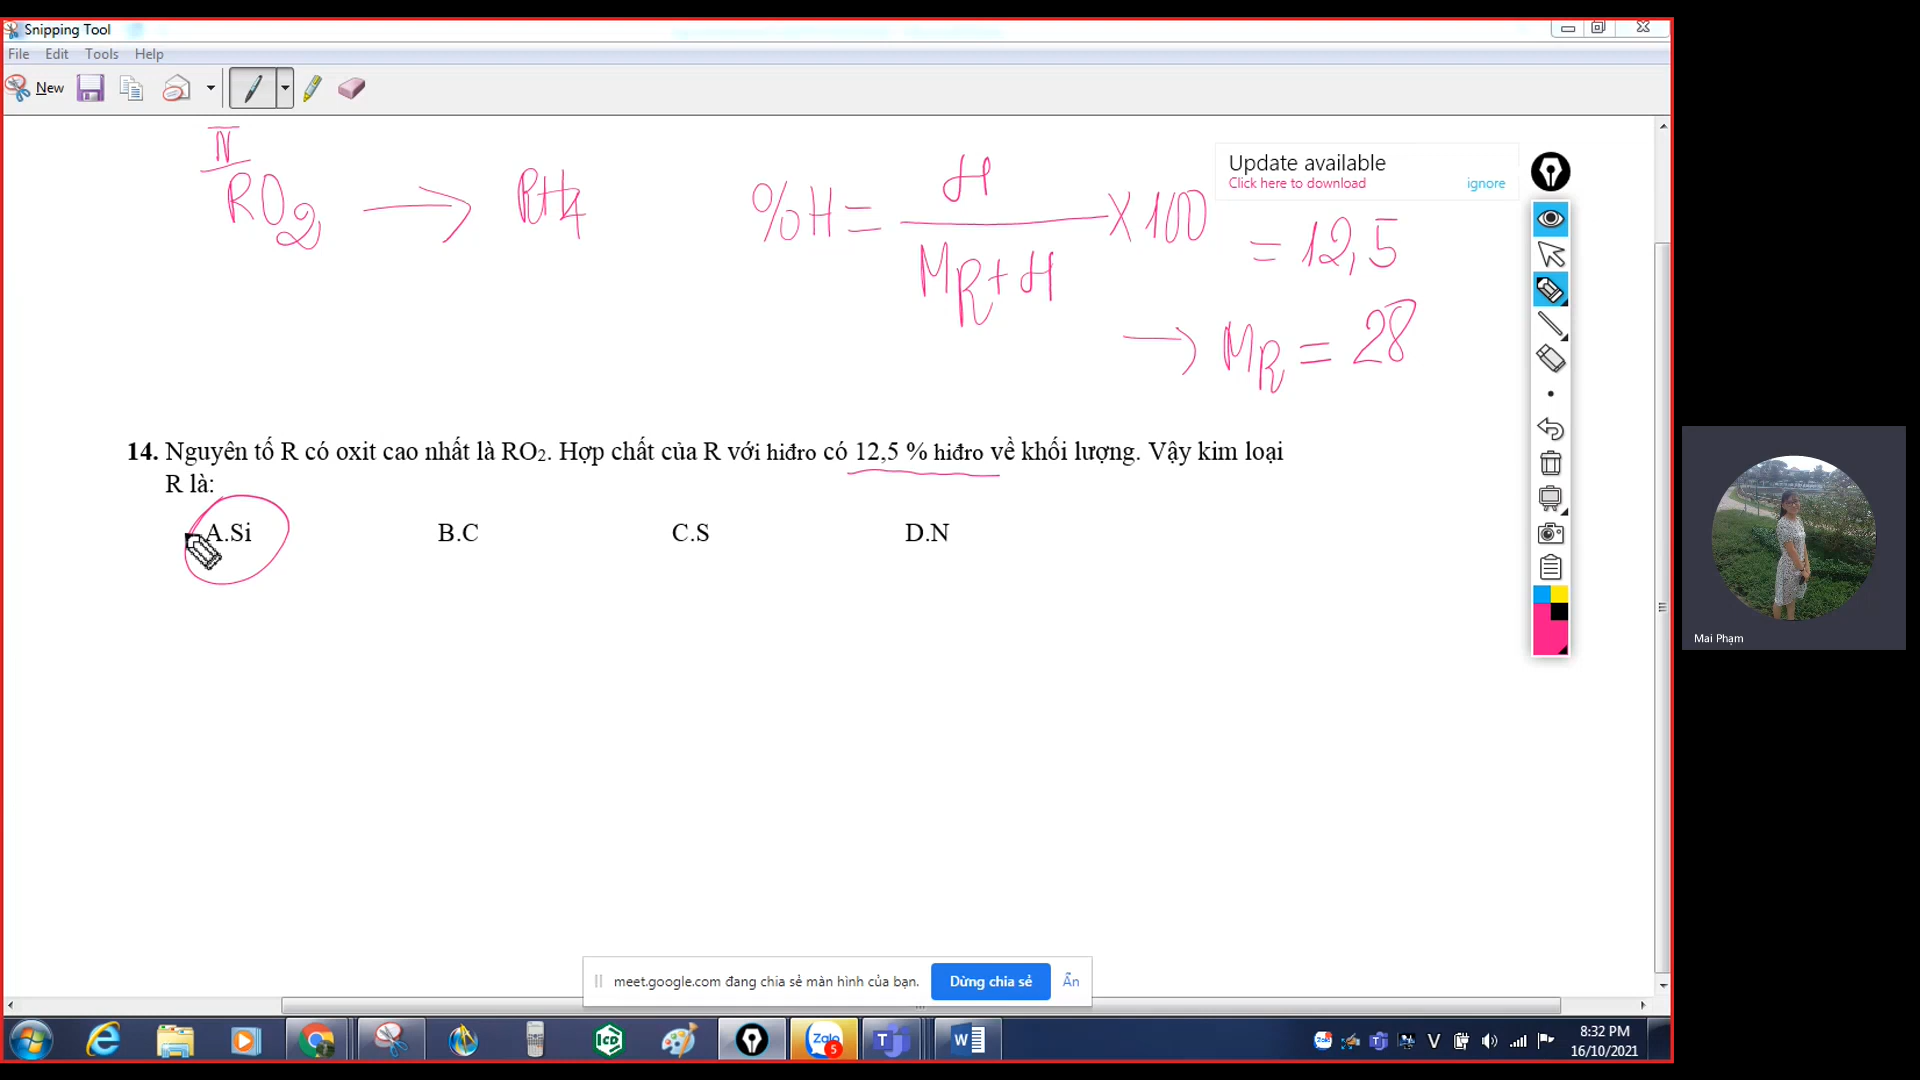 Snipping Tool
File Edit Tools Help
New
Update available
Click here to download ignore
RO2 → RH4 %H = 4/(MR+4) x 100 = 12,5
→ MR = 28
14. Nguyên tố R có oxit cao nhất là RO2. Hợp chất của R với hiđro có 12,5 % hiđro về khối lượng. Vậy kim loại
R là:
A.Si B.C C.S D.N
Mai Phạm
meet.google.com đang chia sẻ màn hình của bạn. Dừng chia sẻ Ẩn
8:32 PM
16/10/2021
ICD
Zalo
5
V